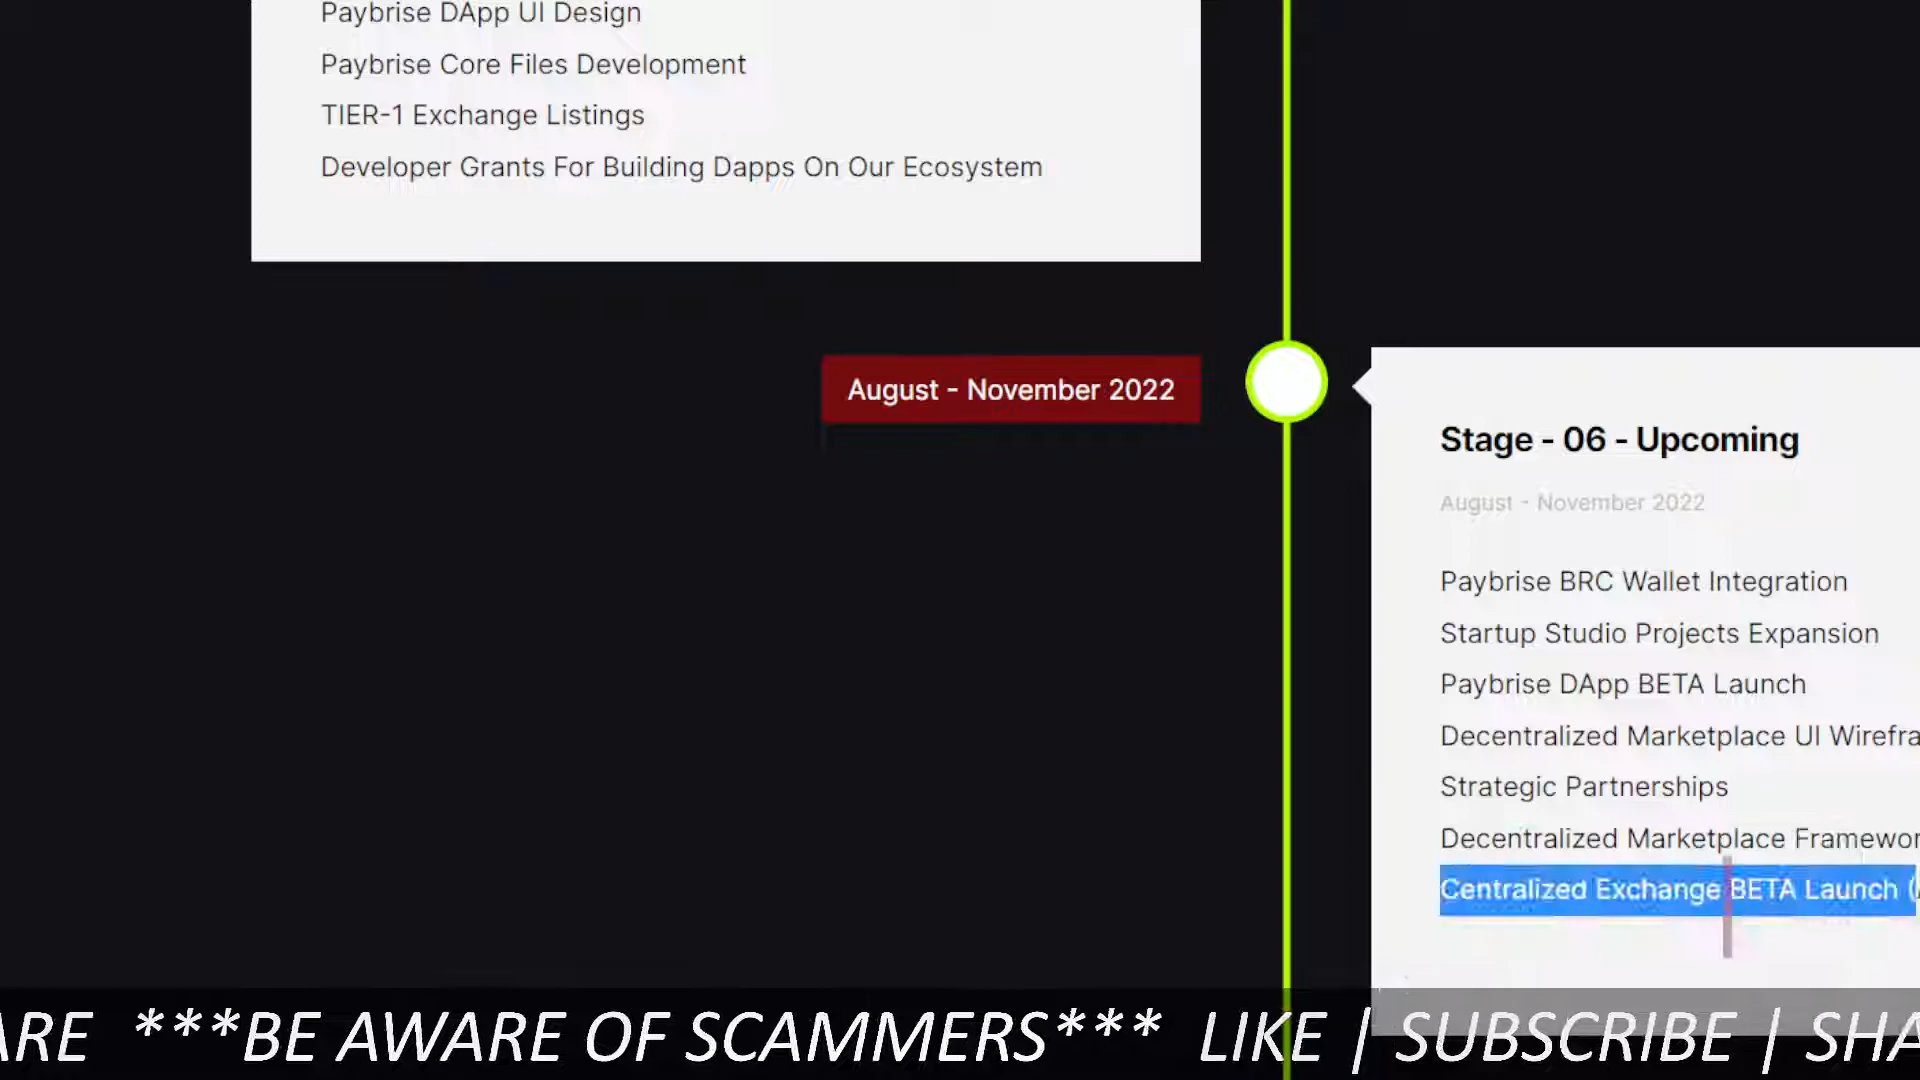 Paybrise DApp UI Design
Paybrise Core Files Development
TIER-1 Exchange Listings
Developer Grants For Building Dapps On Our Ecosystem
August - November 2022
Stage - 06 - Upcoming
August - November 2022
Paybrise BRC Wallet Integration
Startup Studio Projects Expansion
Paybrise DApp BETA Launch
Decentralized Marketplace UI Wirefra
Strategic Partnerships
Decentralized Marketplace Framewor
Centralized Exchange BETA Launch (
ARE ***BE AWARE OF SCAMMERS*** LIKE | SUBSCRIBE | SHA